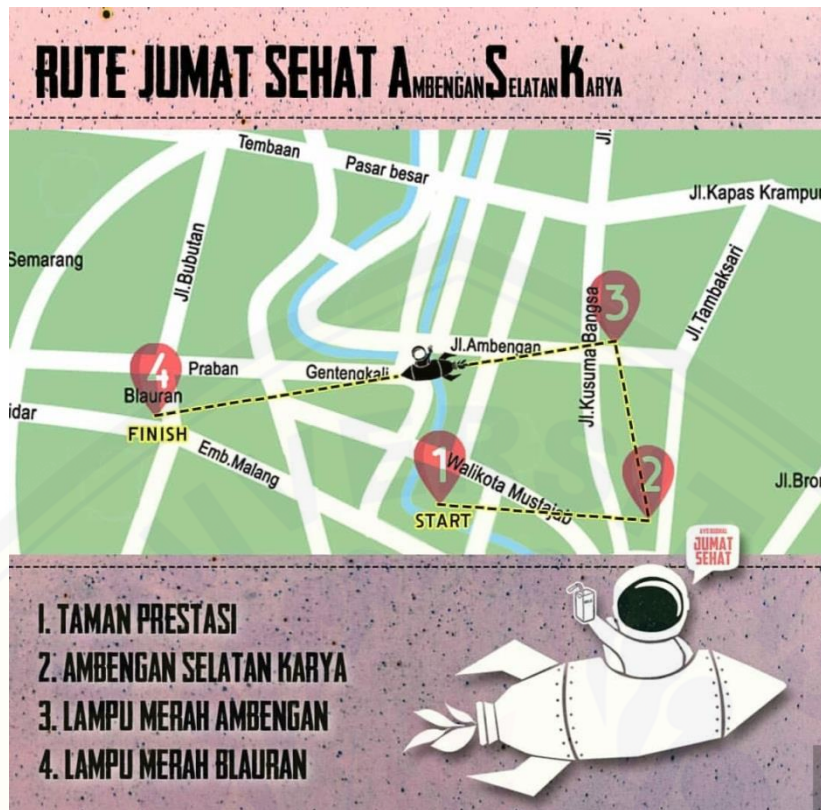 RUTE JUMAT SEHAT AMBENGAN SELATAN KARYA
Tembaan
Pasar besar
Jl.
Jl.Kapas Krampun
Semarang
Jl.Bubutan
Jl.Tambaksari
3
Jl.Kusuma Bangsa
Jl.Ambengan
4
Praban
Gentengkali
Blauran
idar
FINISH
Emb.Malang
1
Walikota Mustajab
2
Jl.Bro
START
JUMAT
SEHAT
1. TAMAN PRESTASI
2. AMBENGAN SELATAN KARYA
3. LAMPU MERAH AMBENGAN
4. LAMPU MERAH BLAURAN